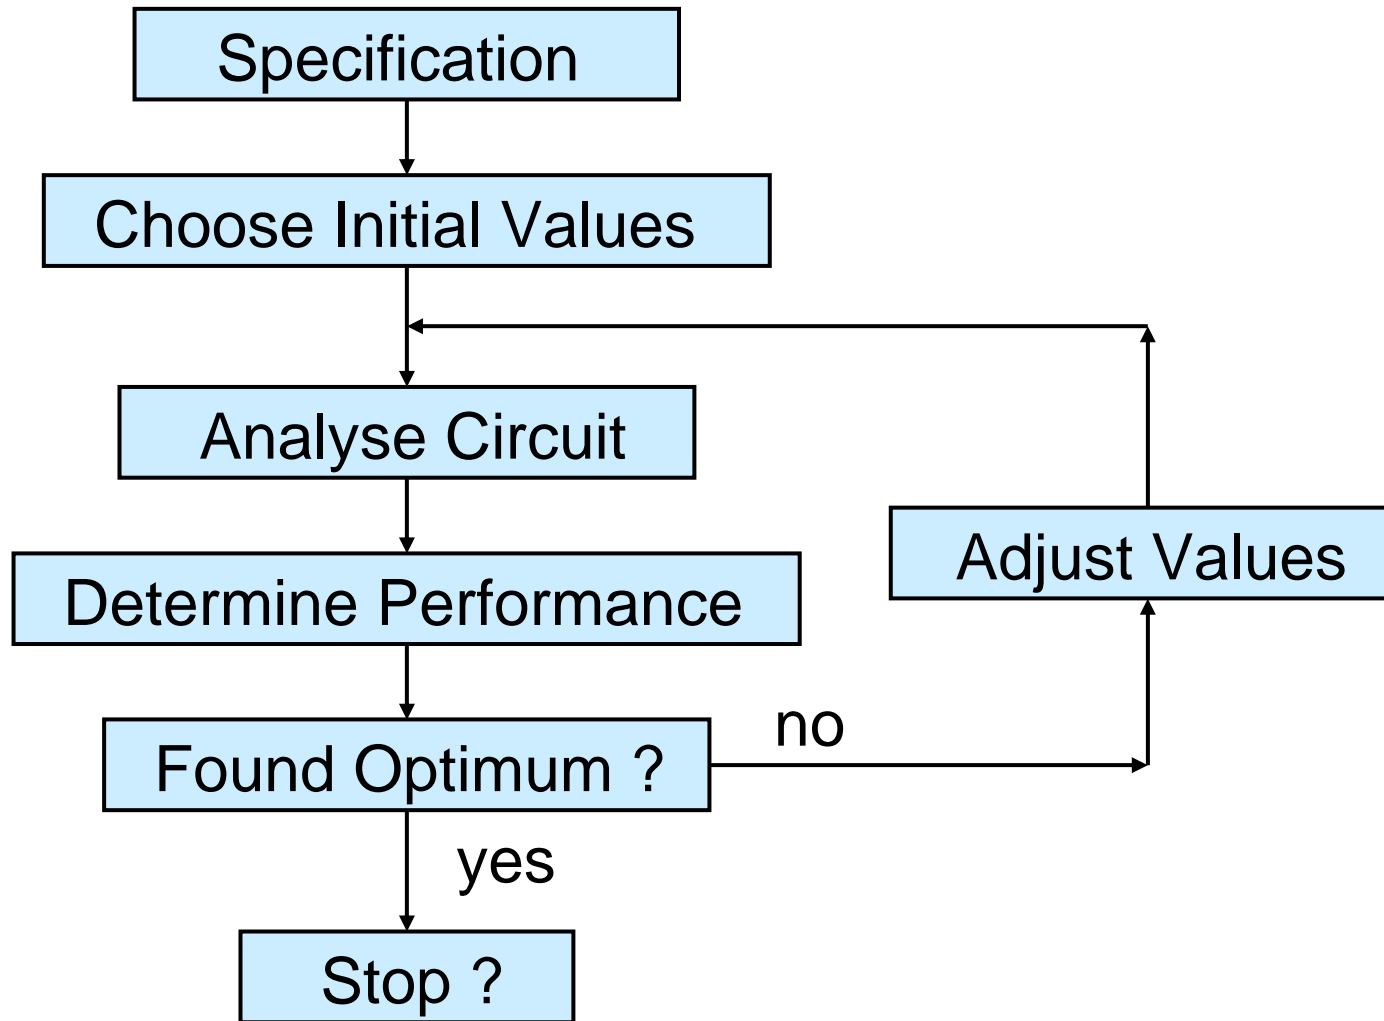 Specification
Choose Initial Values
Analyse Circuit
Adjust Values
Determine Performance
no
Found Optimum ?
yes
Stop ?